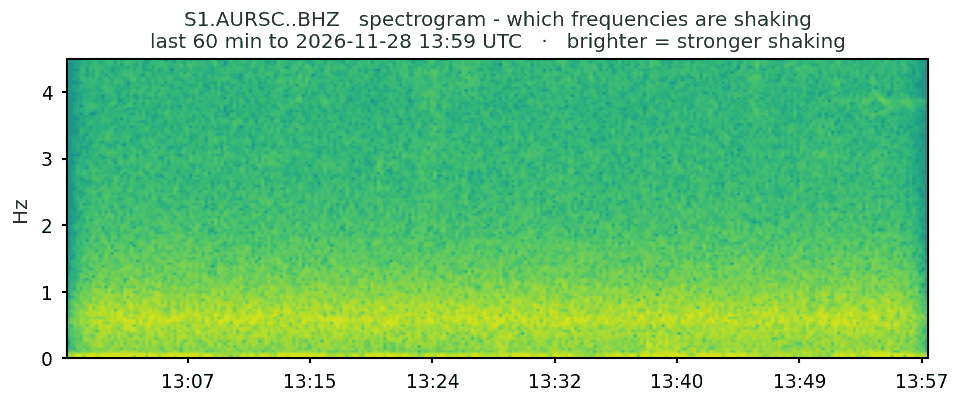 S1.AURSC..BHZ   spectrogram - which frequencies are shaking
last 60 min to 2026-11-28 13:59 UTC   ·   brighter = stronger shaking
4
3
Hz
2
1
0
13:07 13:15 13:24 13:32 13:40 13:49 13:57